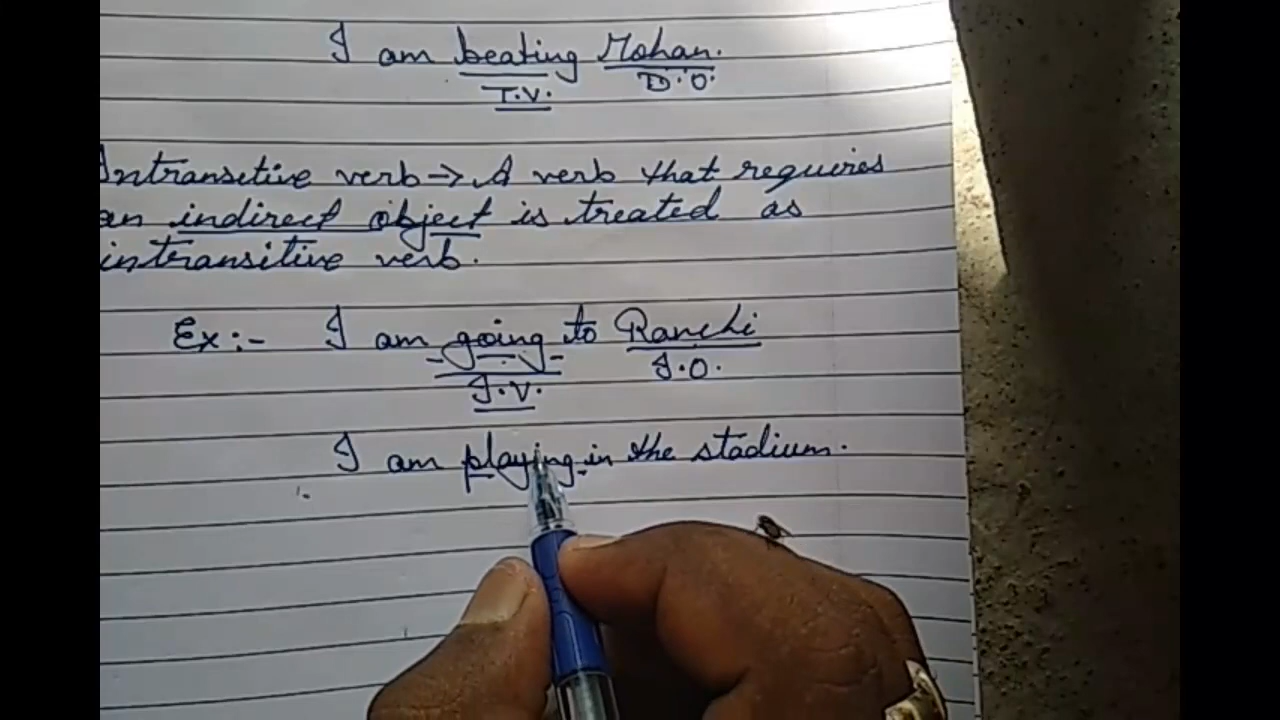 I am beating Mohan.
T.V. D.O.
Intransitive verb → A verb that requires
an indirect object is treated as
intransitive verb.
Ex:- I am going to Ranchi
I.V. I.O.
I am playing in the stadium.